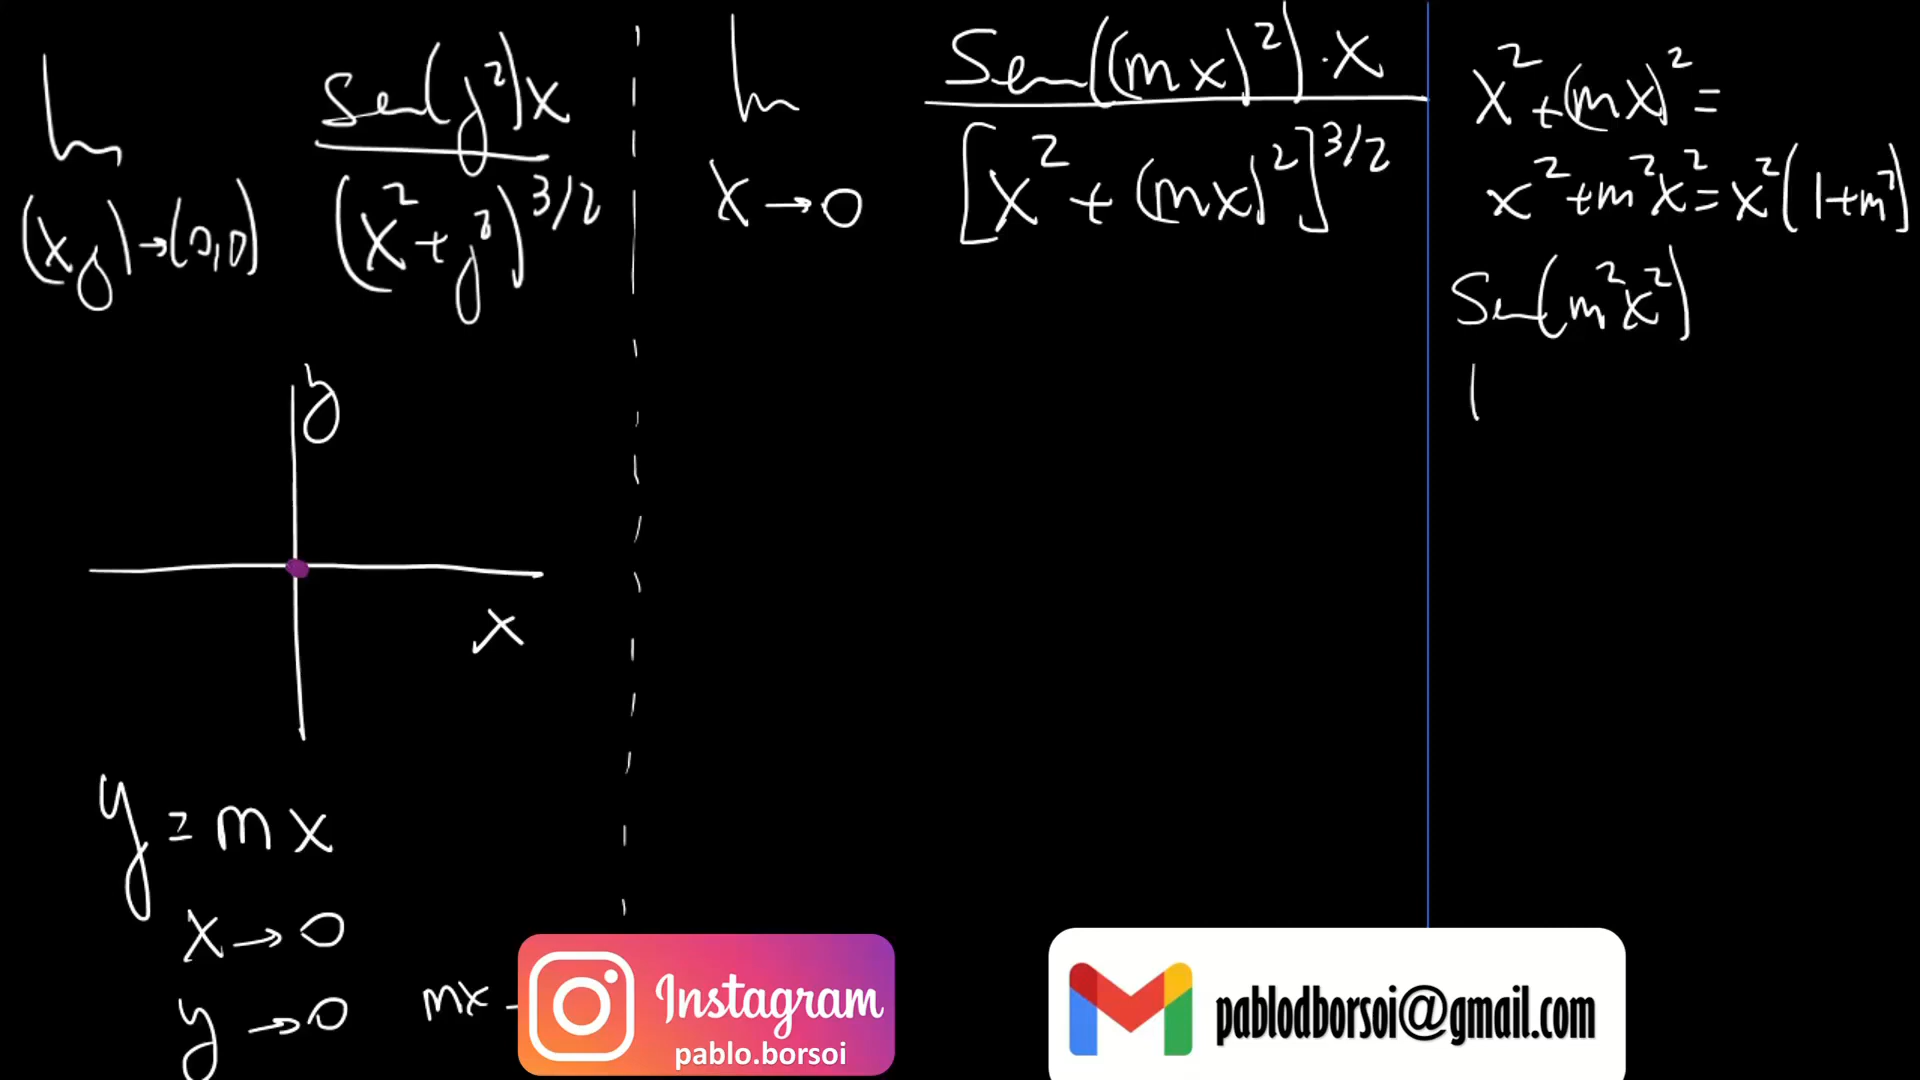 lim Sen(y²)x
(x,y)→(0,0) (x²+y²)^3/2
y
x
y = mx
x→0
y→0 mx -
lim Sen((mx)²)·x
x→0 [x²+(mx)²]^3/2
x²+(mx)²=
x²+m²x²=x²(1+m²)
Sen(m²x²)
Instagram
pablo.borsoi
pablodborsoi@gmail.com